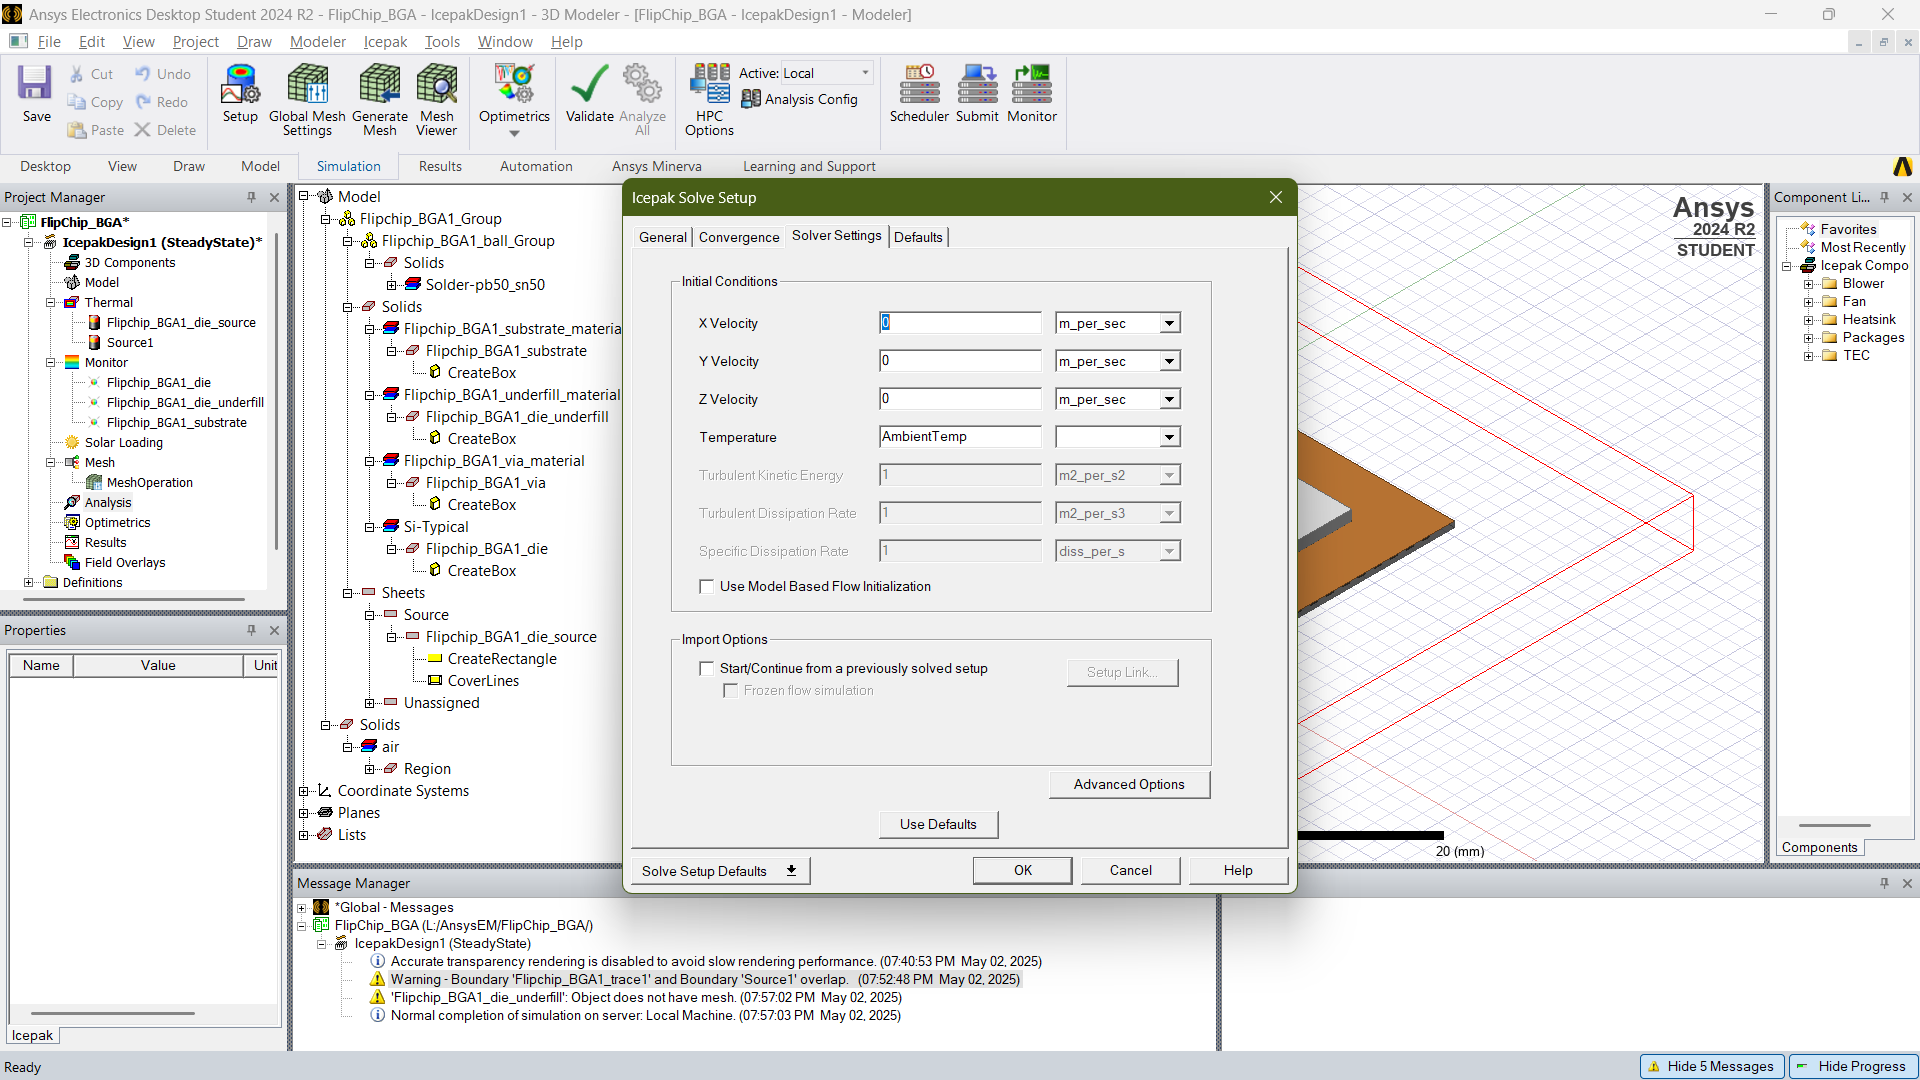 Ansys Electronics Desktop Student 2024 R2 - FlipChip_BGA - IcepakDesign1 - 3D Modeler - [FlipChip_BGA - IcepakDesign1 - Modeler]
File Edit View Project Draw Modeler Icepak Tools Window Help
Save
Cut
Copy
Paste
Undo
Redo
Delete
Setup
Global Mesh
Settings
Generate
Mesh
Mesh
Viewer
Optimetrics
Validate
Analyze
All
HPC
Options
Active: Local
Analysis Config
Scheduler
Submit
Monitor
Desktop View Draw Model Simulation Results Automation Ansys Minerva Learning and Support
Project Manager
FlipChip_BGA*
IcepakDesign1 (SteadyState)*
3D Components
Model
Thermal
Flipchip_BGA1_die_source
Source1
Monitor
Flipchip_BGA1_die
Flipchip_BGA1_die_underfill
Flipchip_BGA1_substrate
Solar Loading
Mesh
MeshOperation
Analysis
Optimetrics
Results
Field Overlays
Definitions
Properties
Name Value Unit
Icepak
Model
Flipchip_BGA1_Group
Flipchip_BGA1_ball_Group
Solids
Solder-pb50_sn50
Solids
Flipchip_BGA1_substrate_materia
Flipchip_BGA1_substrate
CreateBox
Flipchip_BGA1_underfill_material
Flipchip_BGA1_die_underfill
CreateBox
Flipchip_BGA1_via_material
Flipchip_BGA1_via
CreateBox
Si-Typical
Flipchip_BGA1_die
CreateBox
Sheets
Source
Flipchip_BGA1_die_source
CreateRectangle
CoverLines
Unassigned
Solids
air
Region
Coordinate Systems
Planes
Lists
Icepak Solve Setup
General Convergence Solver Settings Defaults
Initial Conditions
X Velocity 0 m_per_sec
Y Velocity 0 m_per_sec
Z Velocity 0 m_per_sec
Temperature AmbientTemp
Turbulent Kinetic Energy 1 m2_per_s2
Turbulent Dissipation Rate 1 m2_per_s3
Specific Dissipation Rate 1 diss_per_s
Use Model Based Flow Initialization
Import Options
Start/Continue from a previously solved setup
Setup Link...
Frozen flow simulation
Advanced Options
Use Defaults
Solve Setup Defaults OK Cancel Help
Ansys
2024 R2
STUDENT
20 (mm)
Component Li...
Favorites
Most Recently
Icepak Compo
Blower
Fan
Heatsink
Packages
TEC
Components
Message Manager
*Global - Messages
FlipChip_BGA (L:/AnsysEM/FlipChip_BGA/)
IcepakDesign1 (SteadyState)
Accurate transparency rendering is disabled to avoid slow rendering performance. (07:40:53 PM May 02, 2025)
Warning - Boundary 'Flipchip_BGA1_trace1' and Boundary 'Source1' overlap. (07:52:48 PM May 02, 2025)
'Flipchip_BGA1_die_underfill': Object does not have mesh. (07:57:02 PM May 02, 2025)
Normal completion of simulation on server: Local Machine. (07:57:03 PM May 02, 2025)
Ready
Hide 5 Messages
Hide Progress